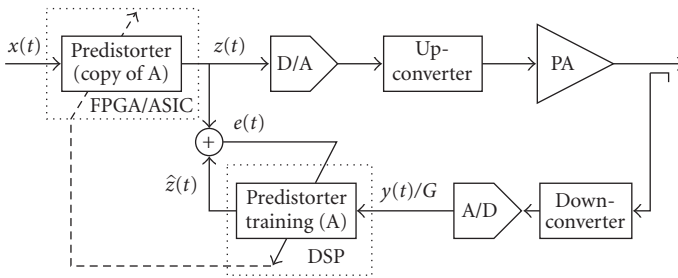 x(t)
Predistorter
(copy of A)
FPGA/ASIC
z(t)
D/A
Up-
converter
PA
e(t)
+
ẑ(t)
Predistorter
training (A)
DSP
y(t)/G
A/D
Down-
converter